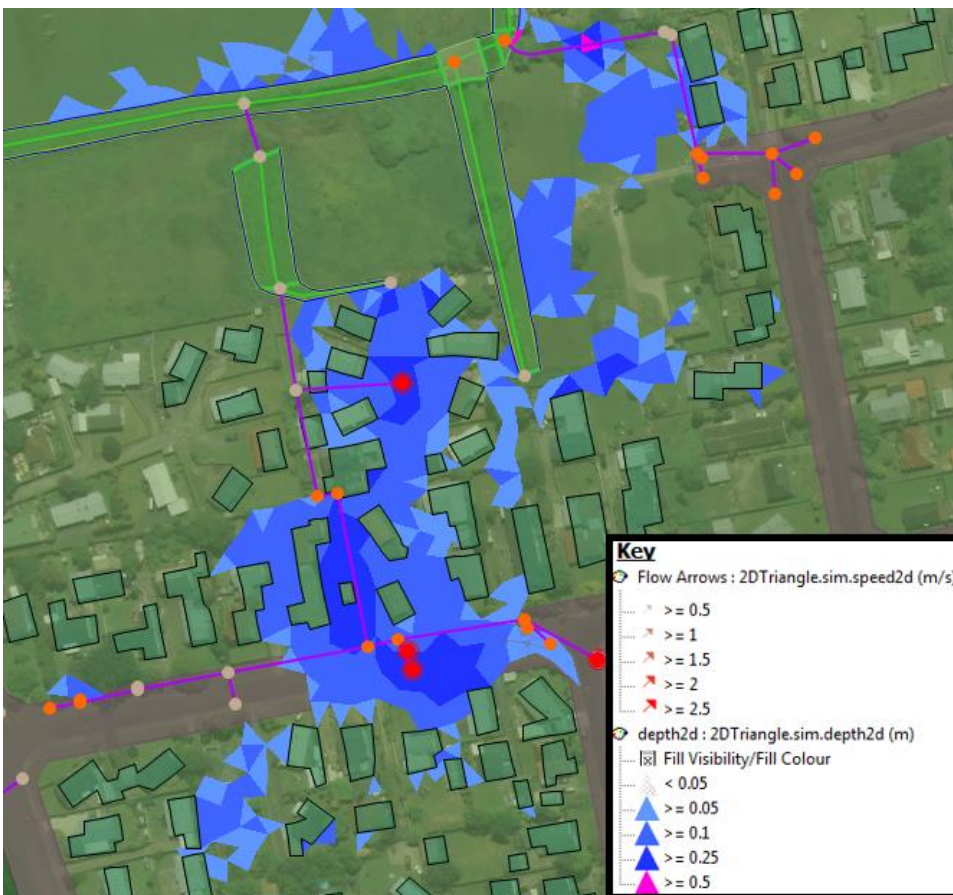 Key
Flow Arrows : 2DTriangle.sim.speed2d (m/s)
>= 0.5
>= 1
>= 1.5
>= 2
>= 2.5
depth2d : 2DTriangle.sim.depth2d (m)
Fill Visibility/Fill Colour
< 0.05
>= 0.05
>= 0.1
>= 0.25
>= 0.5